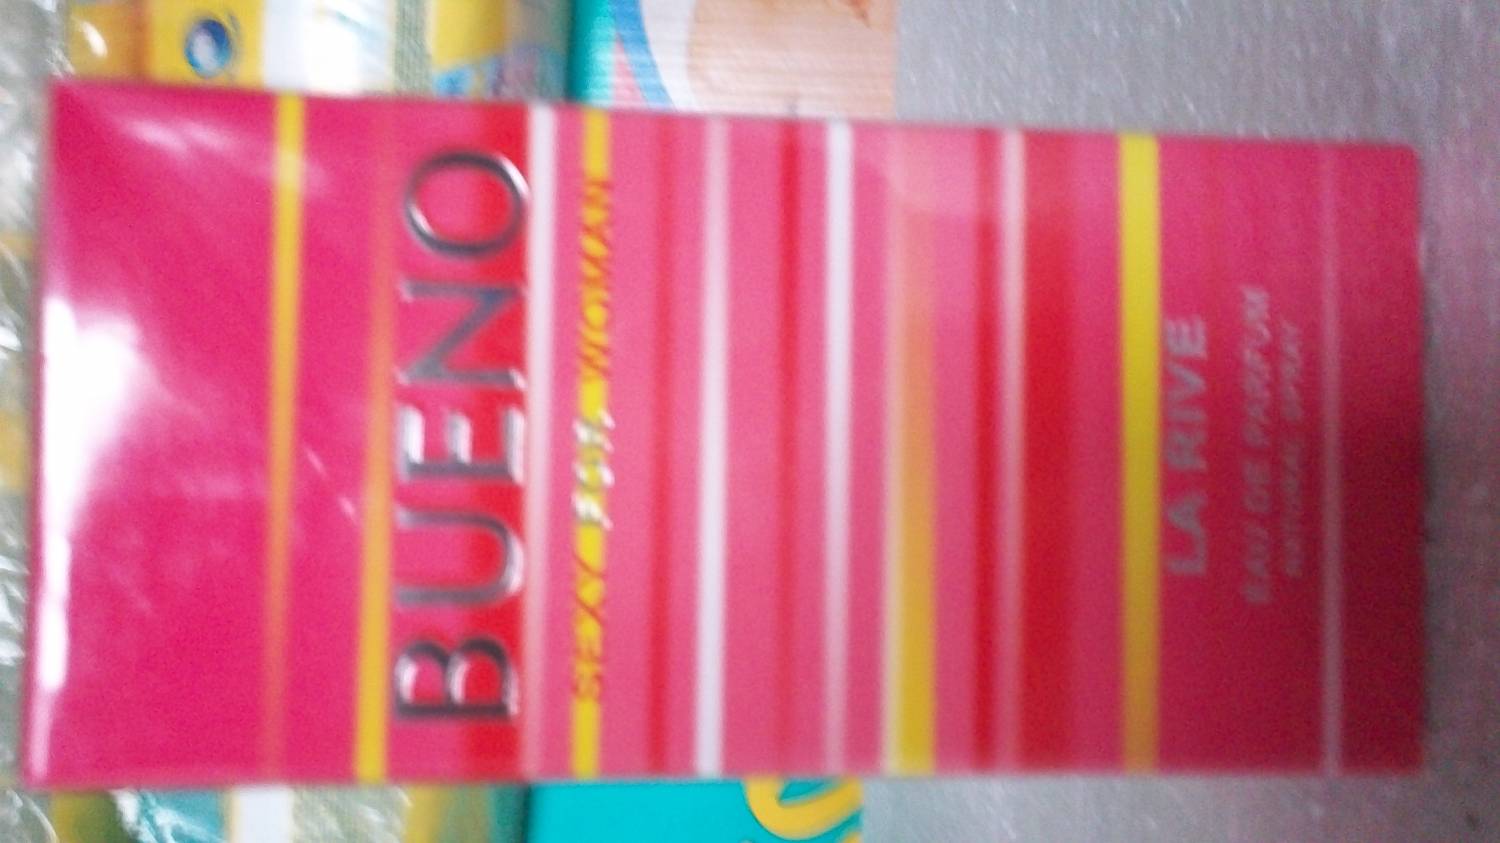 BUENO
SEXY FOR WOMAN
LA RIVE
EAU DE PARFUM
NATURAL SPRAY